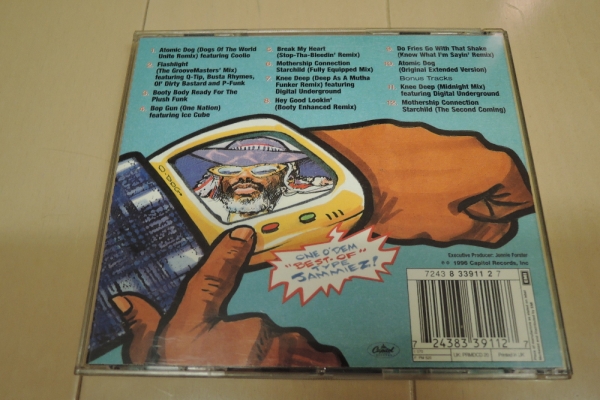 Atomic Dog (Dogs Of The World
Unite Remix) featuring Coolio
Flashlight
(The GrooveMasters' Mix)
featuring Q-Tip, Busta Rhymes,
Ol' Dirty Bastard and P-Funk
Booty Body Ready For The
Plush Funk
Bop Gun (One Nation)
featuring Ice Cube
Break My Heart
(Stop-Tha-Bleedin' Remix)
Mothership Connection
Starchild (Fully Equipped Mix)
Knee Deep (Deep As A Mutha
Funker Remix) featuring
Digital Underground
Hey Good Lookin'
(Booty Enhanced Remix)
Do Fries Go With That Shake
(Know What I'm Sayin' Remix)
Atomic Dog
(Original Extended Version)
Bonus Tracks
Knee Deep (Midnight Mix)
featuring Digital Underground
Mothership Connection
Starchild (The Second Coming)
ONE O' DEM
"BEST-OF"
TYPE
JAMMIEZ!
Executive Producer: Jomilo
1996 Capitol Records, Inc
7243 8 33911 2 7
7 24383 39112 7
Capitol
EMI